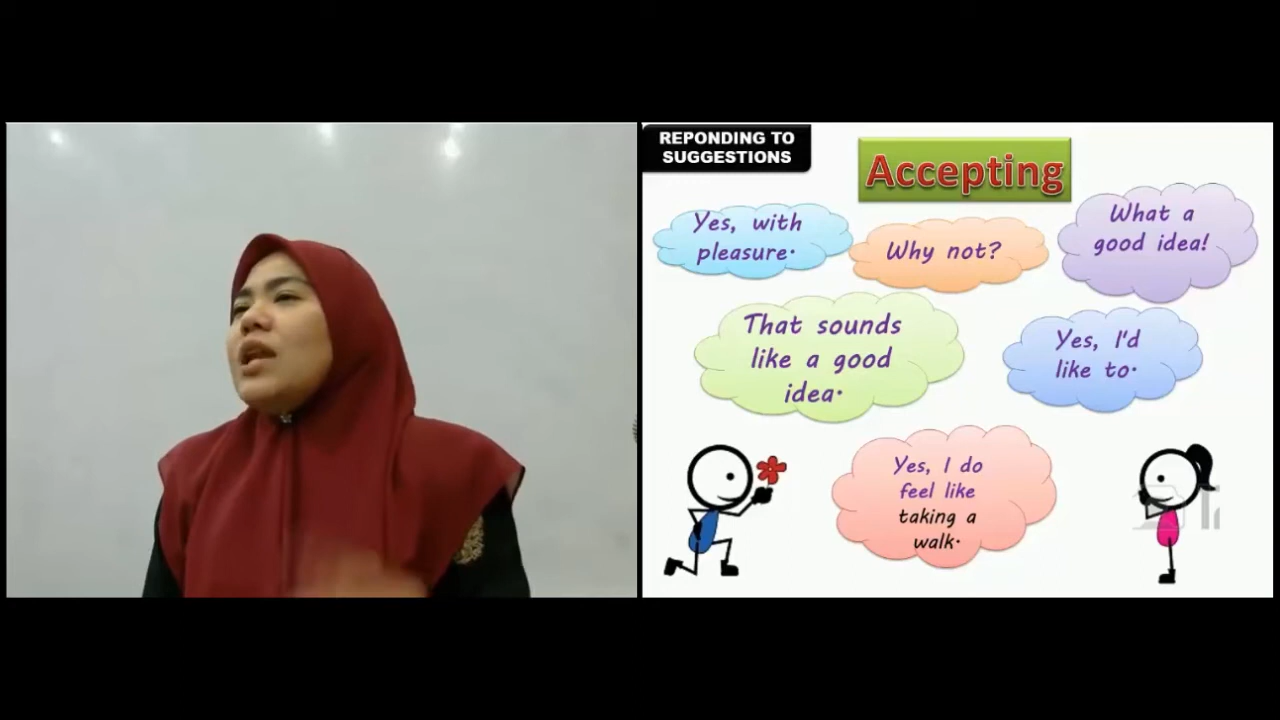 REPONDING TO
SUGGESTIONS
Accepting
Yes, with
pleasure.
Why not?
What a
good idea!
That sounds
like a good
idea.
Yes, I'd
like to.
Yes, I do
feel like
taking a
walk.